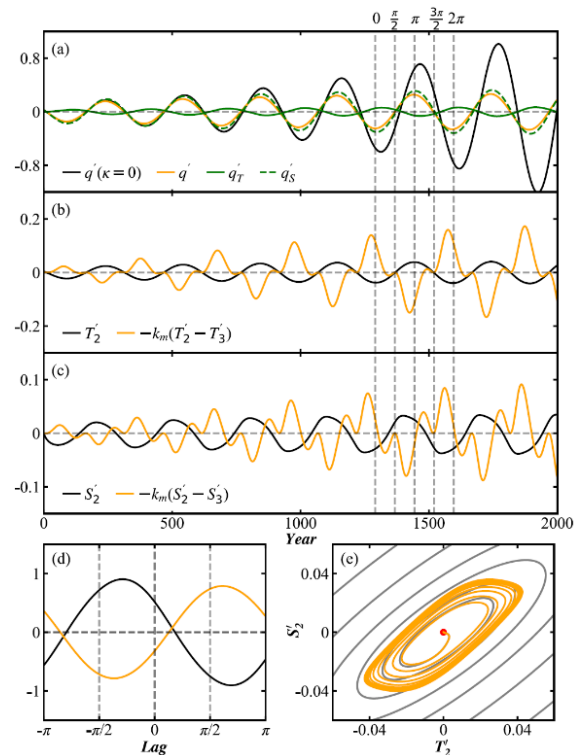 0 π/2 π 3π/2 2π
(a)
0.8
0
-0.8
q′(κ = 0) q′ q′_T q′_S
(b)
0.2
0
-0.2
T′_2 −k_m(T′_2 − T′_3)
(c)
0.1
0
-0.1
S′_2 −k_m(S′_2 − S′_3)
0 500 1000 1500 2000
Year
(d)
1
0
-1
-π -π/2 0 π/2 π
Lag
(e)
0.04
0
-0.04
S′_2
-0.04 0 0.04
T′_2